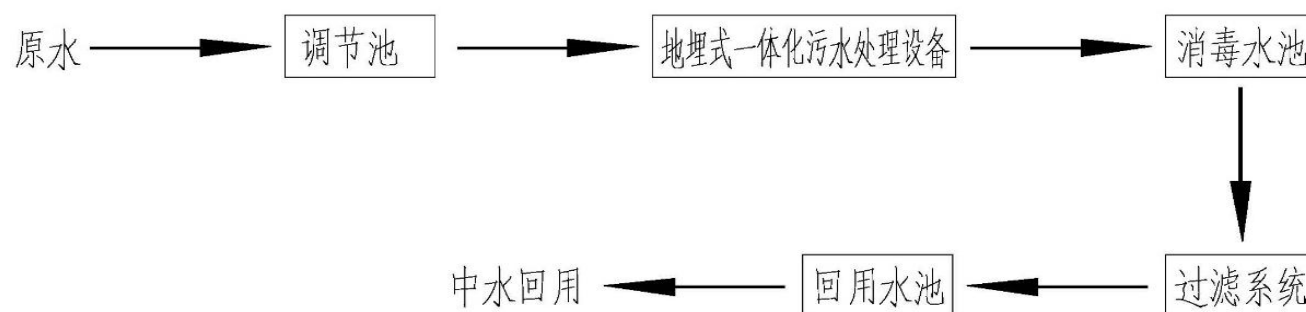 原水
调节池
地埋式一体化污水处理设备
消毒水池
过滤系统
回用水池
中水回用